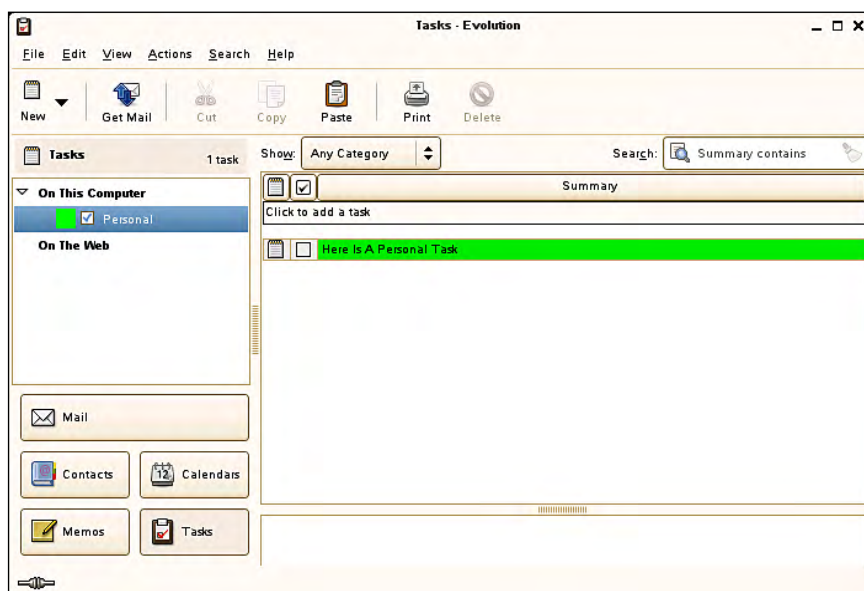 Tasks - Evolution
File Edit View Actions Search Help
New Get Mail Cut Copy Paste Print Delete
Tasks 1 task
Show: Any Category Search: Summary contains
On This Computer
Personal
On The Web
Summary
Click to add a task
Here Is A Personal Task
Mail
Contacts 12 Calendars
Memos Tasks